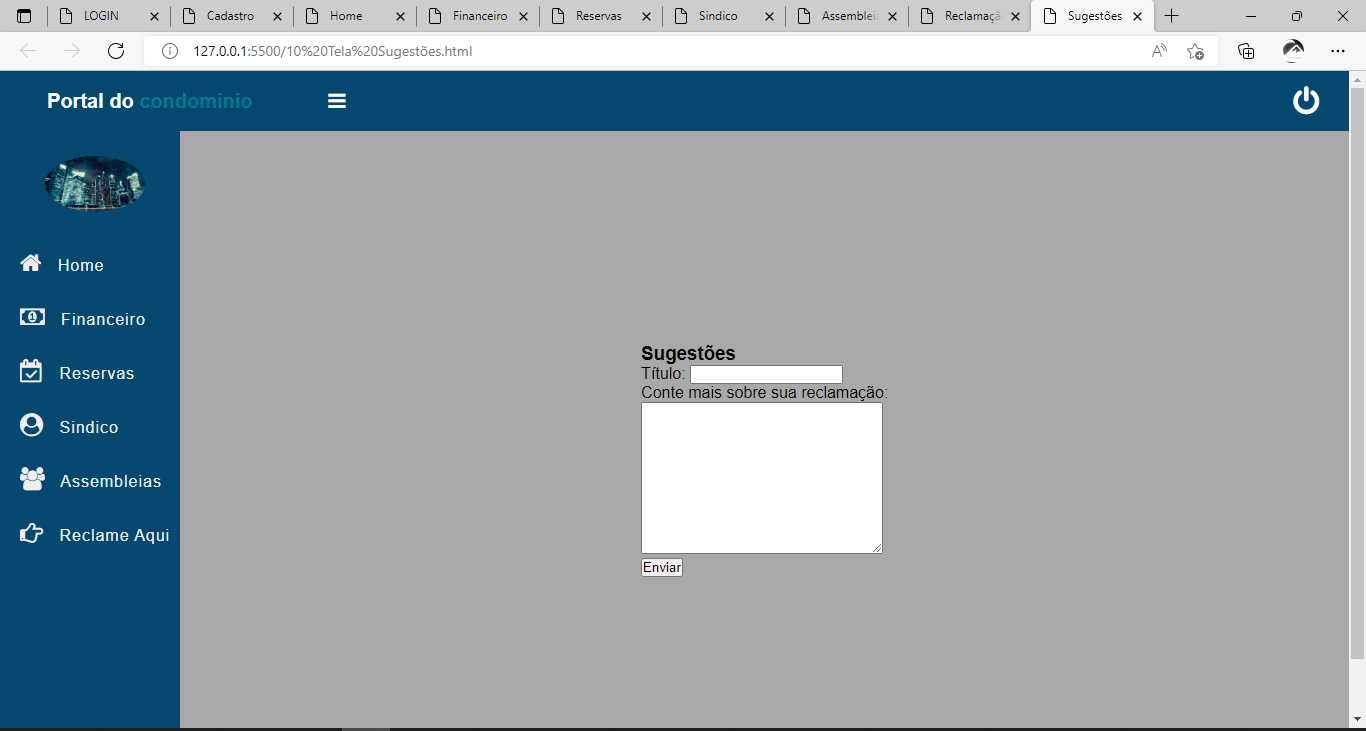 LOGIN Cadastro Home Financeiro Reservas Sindico Assembleia Reclamaçã Sugestões
127.0.0.1:5500/10%20Tela%20Sugestões.html
Portal do condominio
Home
Financeiro
Reservas
Sindico
Assembleias
Reclame Aqui
Sugestões
Título:
Conte mais sobre sua reclamação:
Enviar